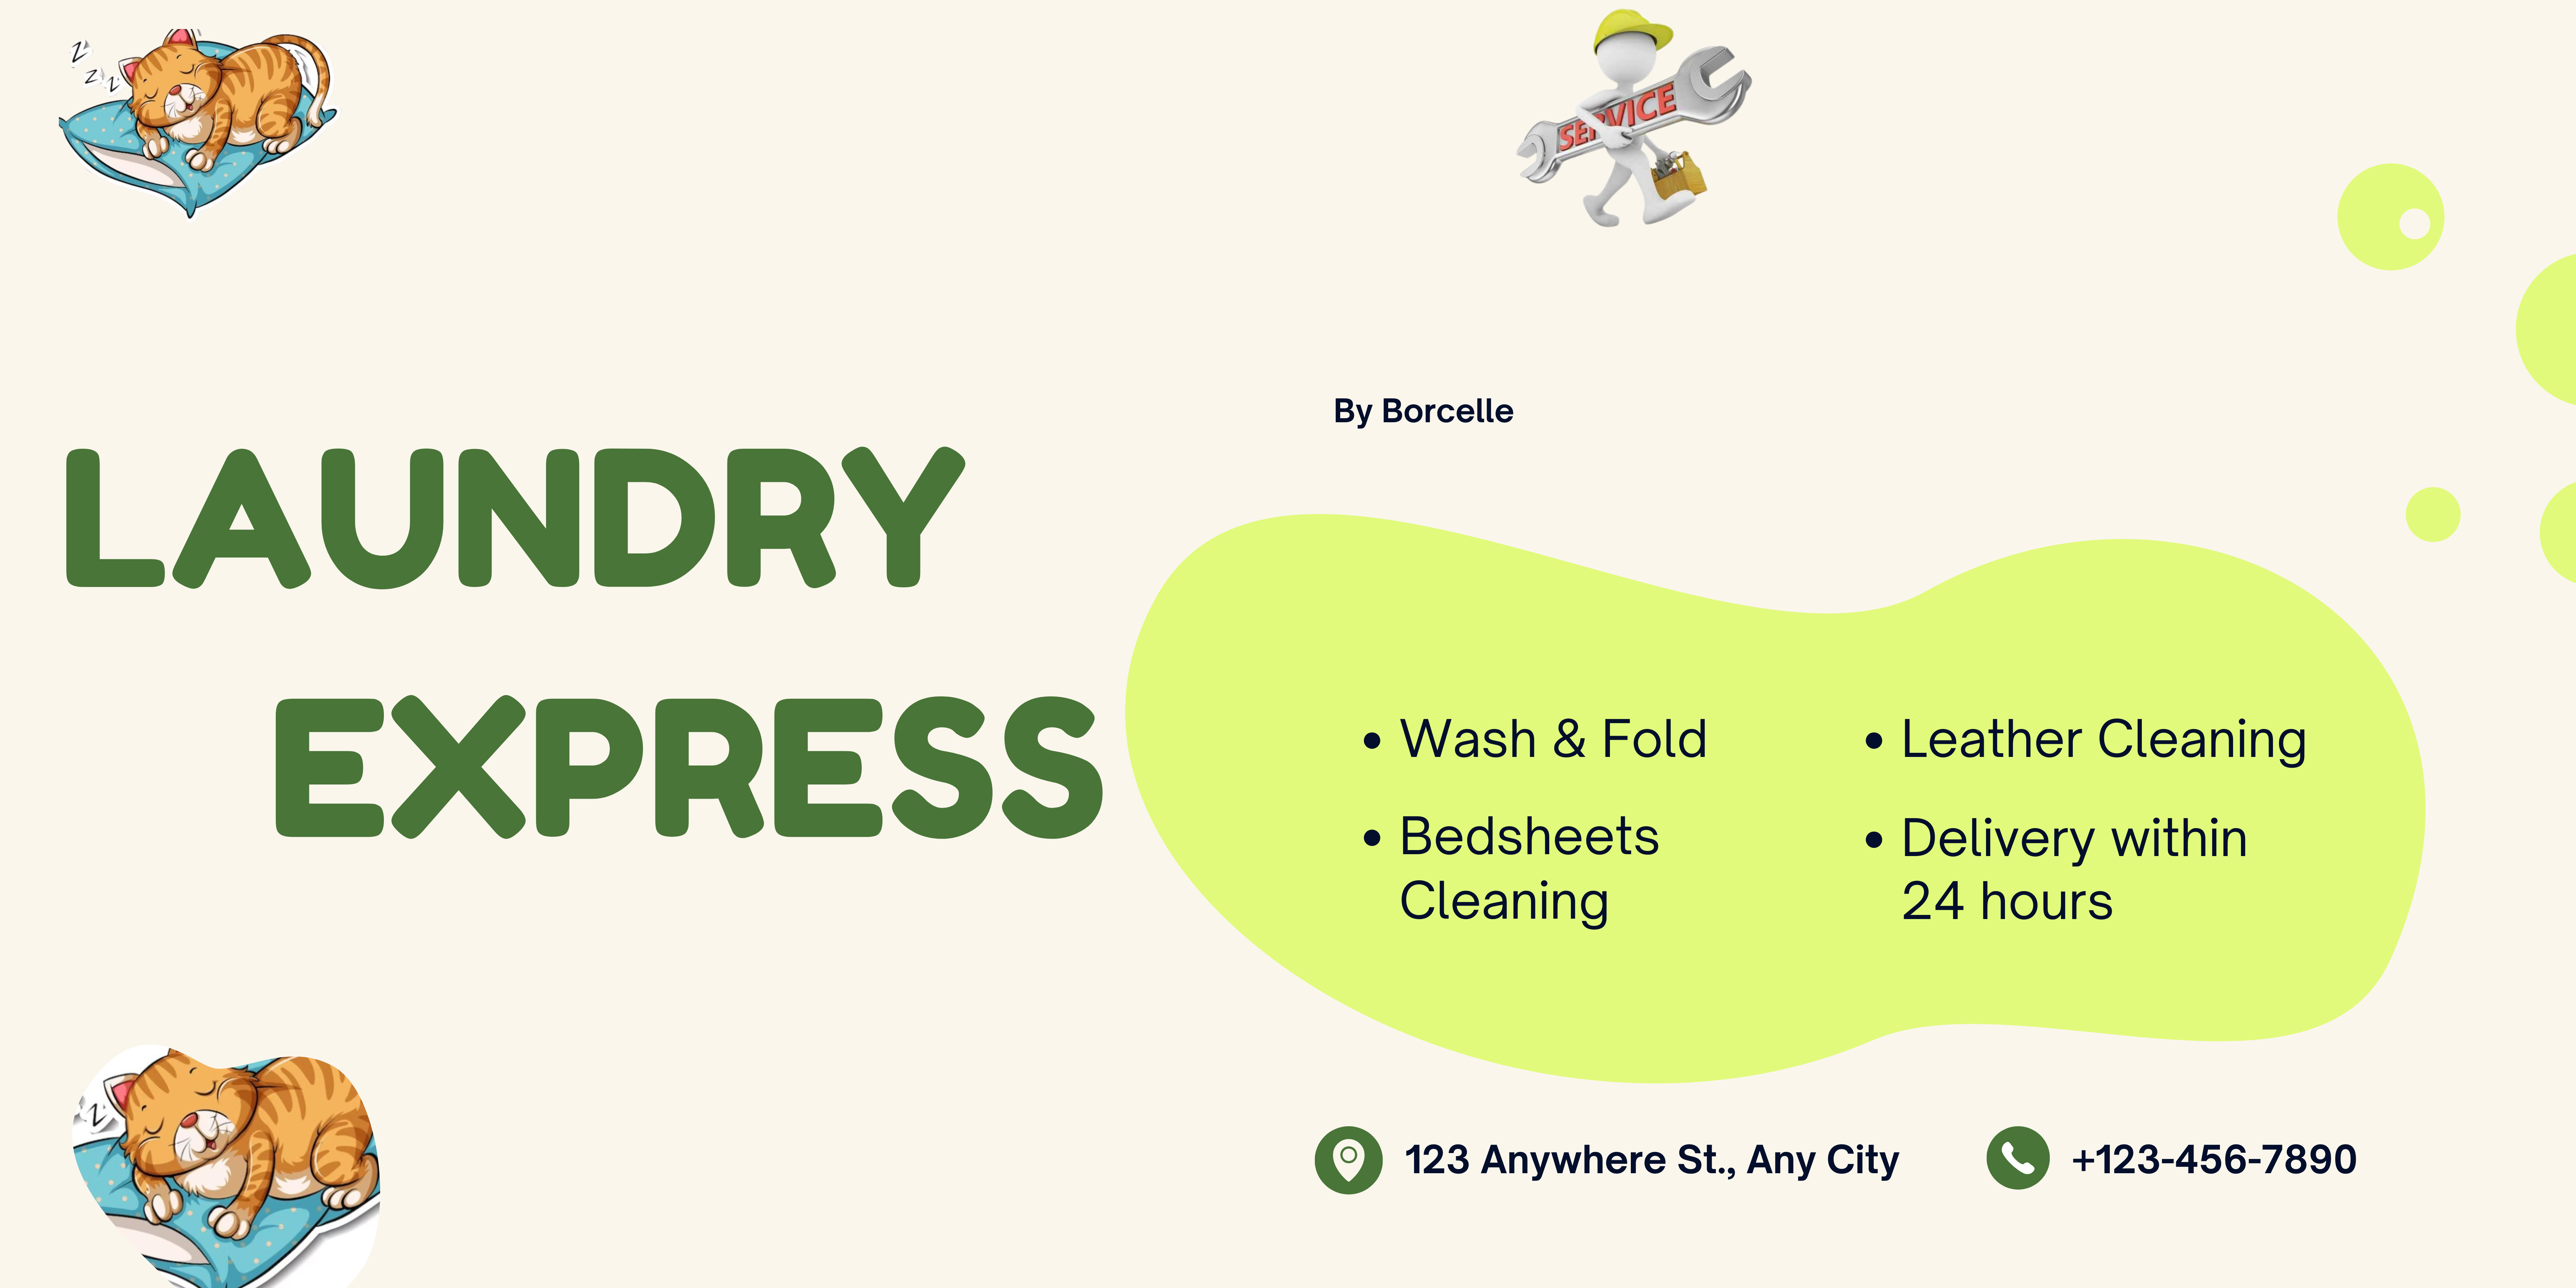 z
z
z
SERVICE
By Borcelle
LAUNDRY
EXPRESS
• Wash & Fold
• Bedsheets
Cleaning
• Leather Cleaning
• Delivery within
24 hours
z
123 Anywhere St., Any City
+123-456-7890